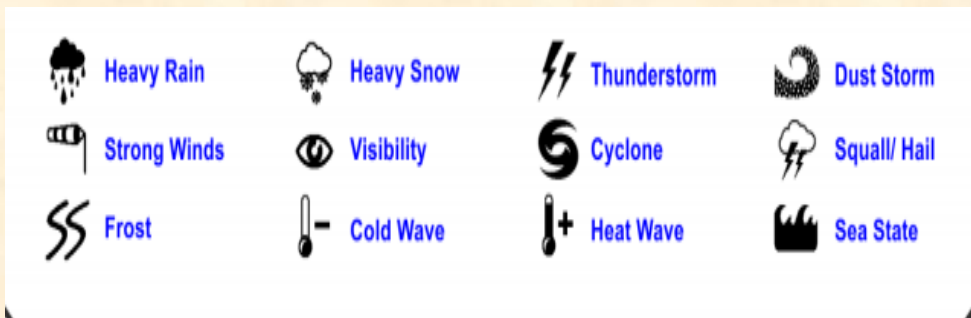 Heavy Rain Heavy Snow Thunderstorm Dust Storm
Strong Winds Visibility Cyclone Squall/ Hail
Frost Cold Wave Heat Wave Sea State